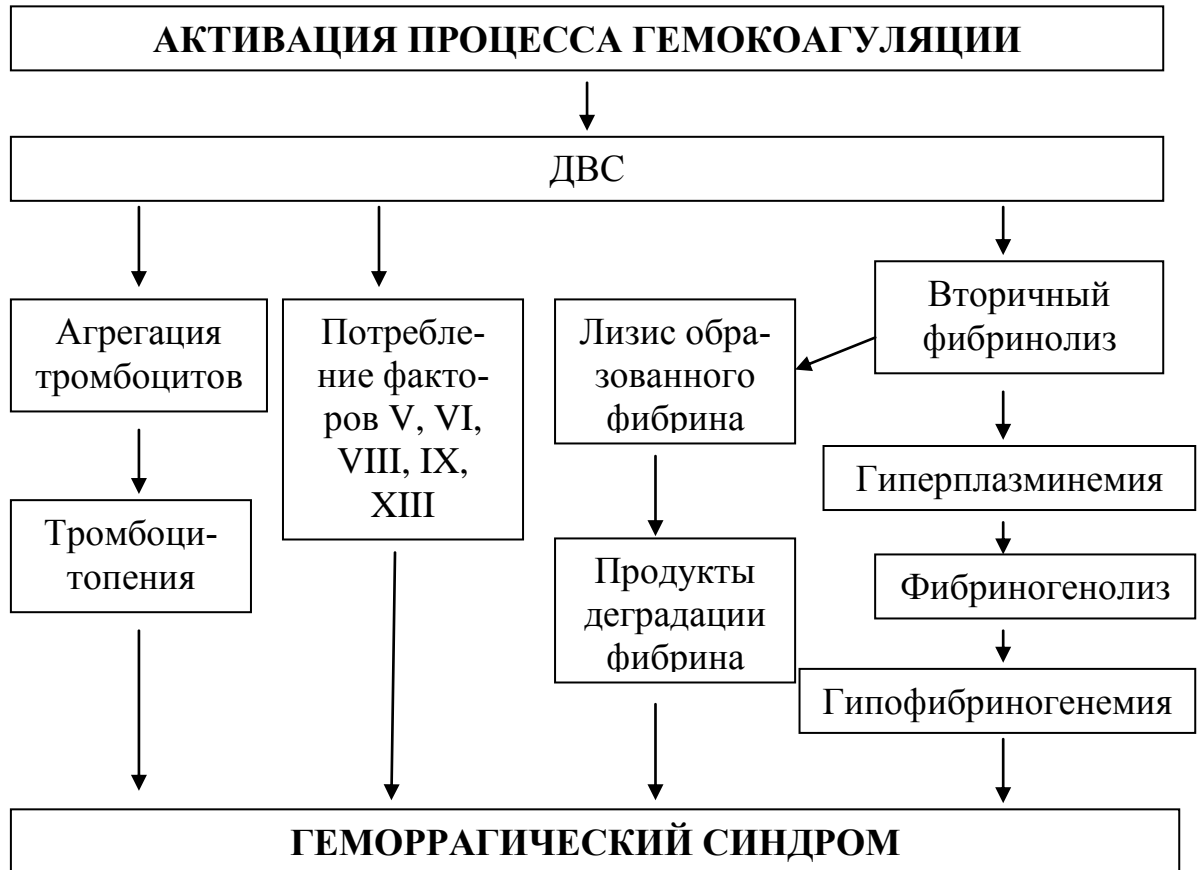 АКТИВАЦИЯ ПРОЦЕССА ГЕМОКОАГУЛЯЦИИ
ДВС
Агрегация
тромбоцитов
Тромбоци-
топения
Потребле-
ние факто-
ров V, VI,
VIII, IX,
XIII
Лизис обра-
зованного
фибрина
Продукты
деградации
фибрина
Вторичный
фибринолиз
Гиперплазминемия
Фибриногенолиз
Гипофибриногенемия
ГЕМОРРАГИЧЕСКИЙ СИНДРОМ